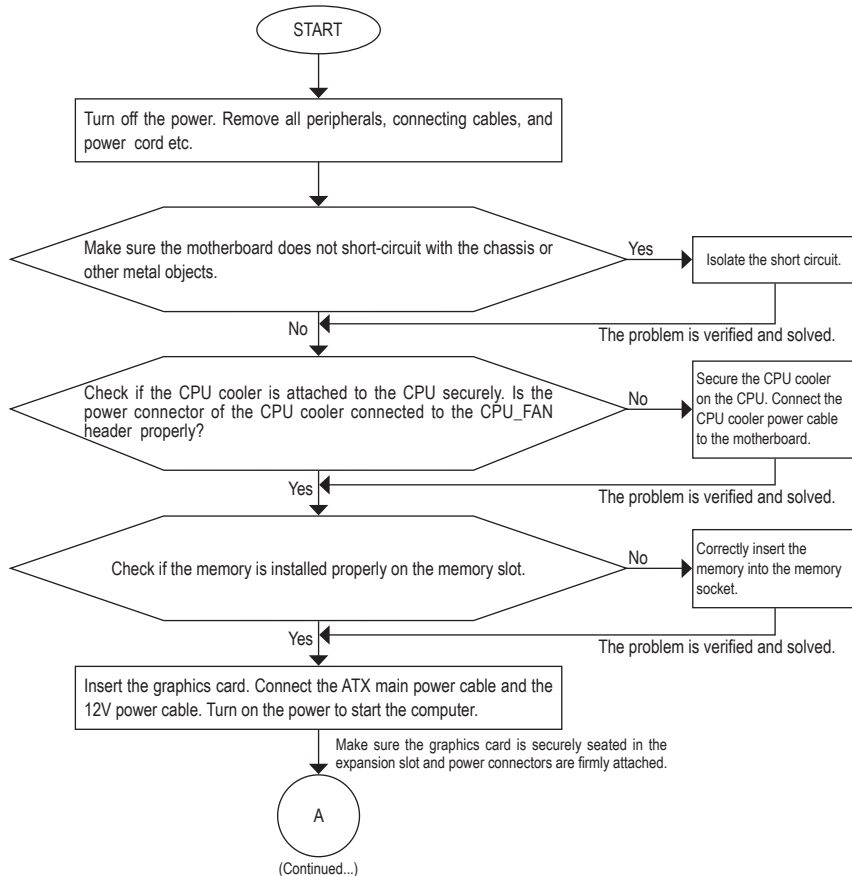 START
Turn off the power. Remove all peripherals, connecting cables, and
power cord etc.
Make sure the motherboard does not short-circuit with the chassis or
other metal objects.
Yes
Isolate the short circuit.
No
The problem is verified and solved.
Check if the CPU cooler is attached to the CPU securely. Is the
power connector of the CPU cooler connected to the CPU_FAN
header properly?
No
Secure the CPU cooler
on the CPU. Connect the
CPU cooler power cable
to the motherboard.
Yes
The problem is verified and solved.
Check if the memory is installed properly on the memory slot.
No
Correctly insert the
memory into the memory
socket.
Yes
The problem is verified and solved.
Insert the graphics card. Connect the ATX main power cable and the
12V power cable. Turn on the power to start the computer.
Make sure the graphics card is securely seated in the
expansion slot and power connectors are firmly attached.
A
(Continued...)